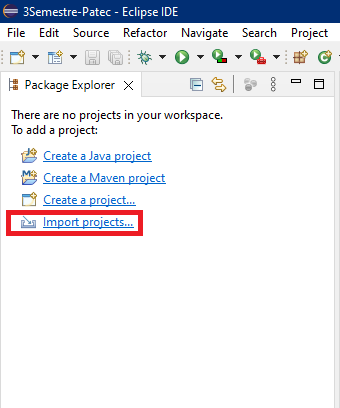 3Semestre-Patec - Eclipse IDE
File Edit Source Refactor Navigate Search Project
Package Explorer
There are no projects in your workspace.
To add a project:
Create a Java project
Create a Maven project
Create a project...
Import projects...